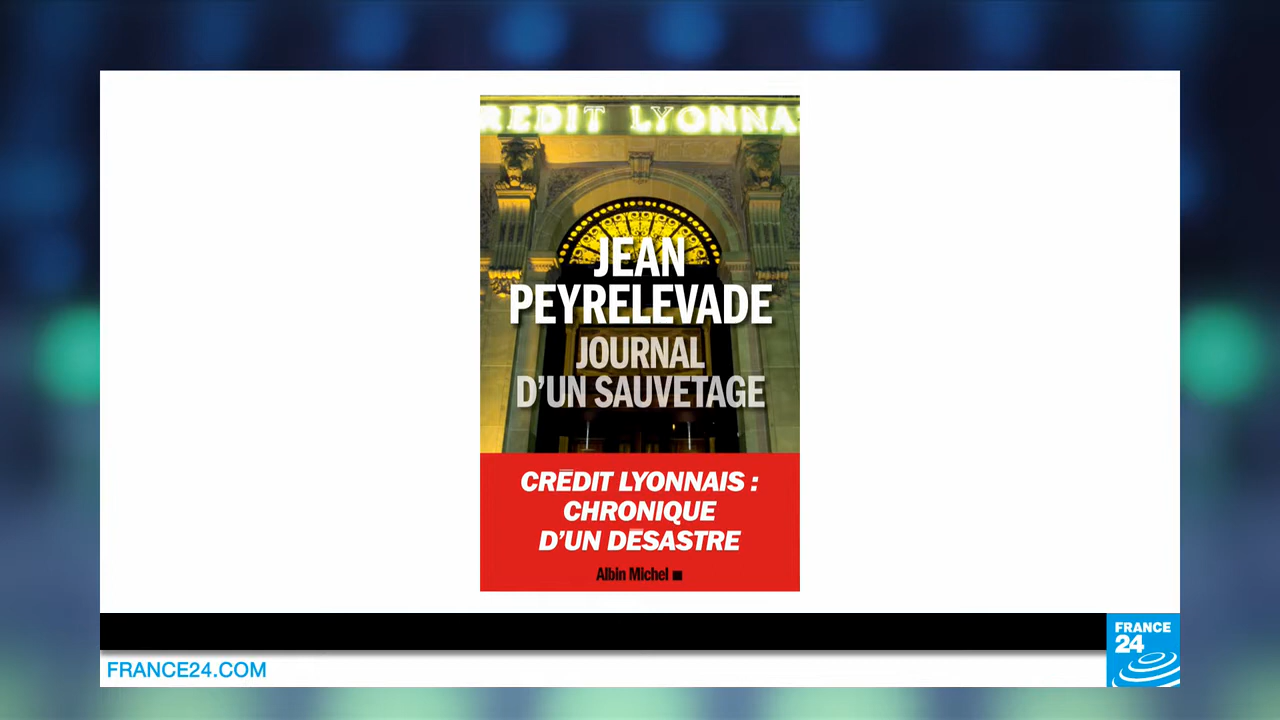 REDIT LYONNA
JEAN
PEYRELEVADE
JOURNAL
D'UN SAUVETAGE
CRÉDIT LYONNAIS :
CHRONIQUE
D'UN DÉSASTRE
Albin Michel
FRANCE
24
FRANCE24.COM